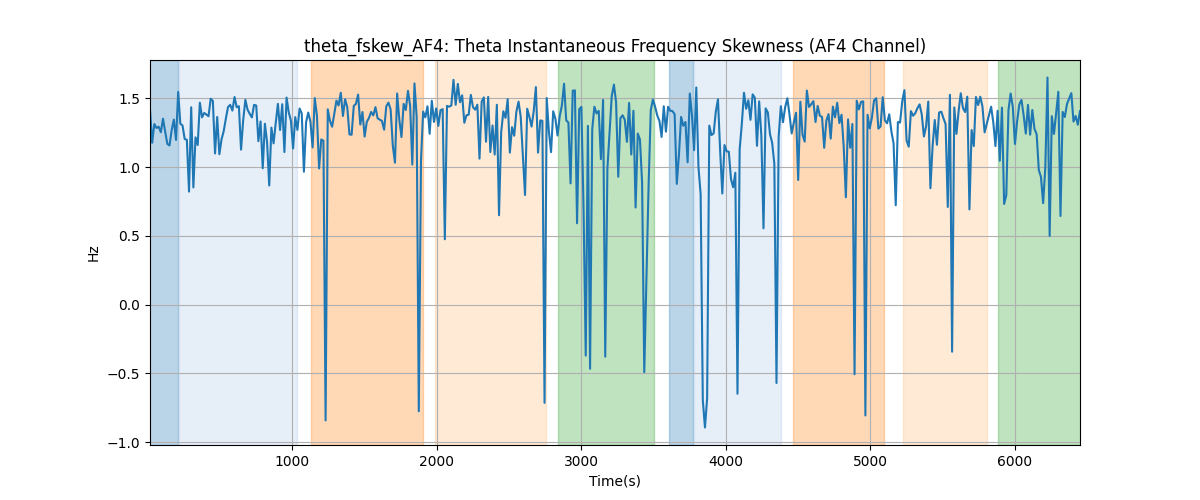 theta_fskew_AF4: Theta Instantaneous Frequency Skewness (AF4 Channel)
Hz
1.5
1.0
0.5
0.0
−0.5
−1.0
1000 2000 3000 4000 5000 6000
Time(s)